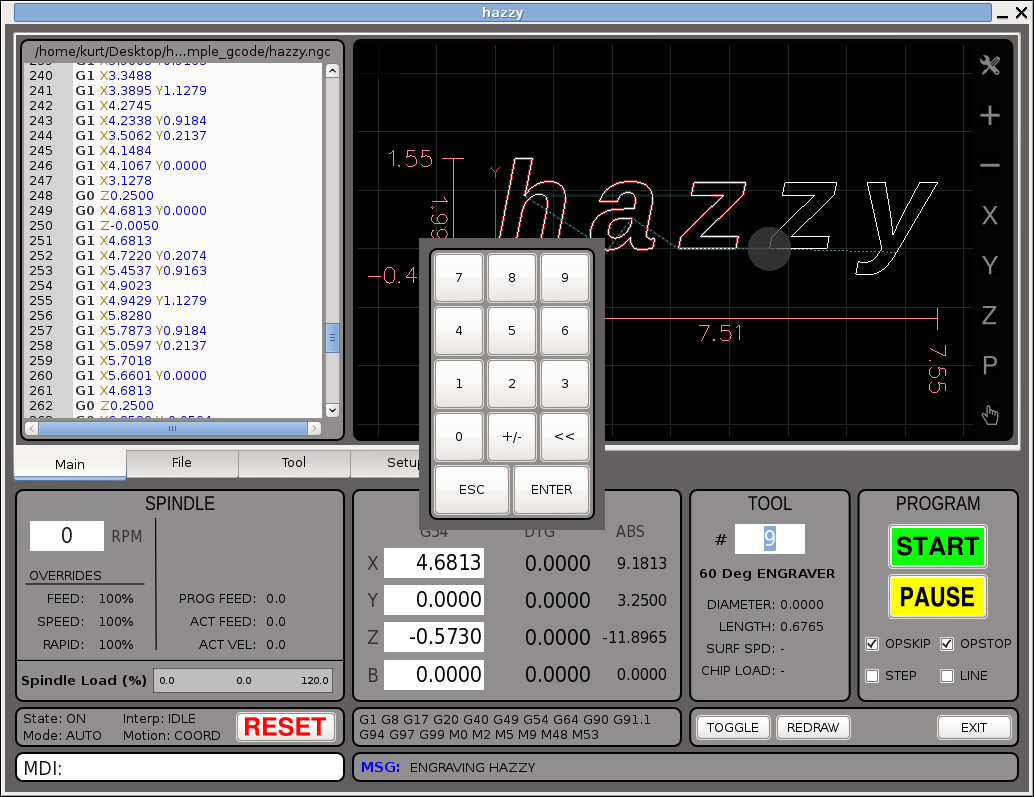 hazzy
/home/kurt/Desktop/h...mple_gcode/hazzy.ngc
240 G1 X3.3488
241 G1 X3.3895 Y1.1279
242 G1 X4.2745
243 G1 X4.2338 Y0.9184
244 G1 X3.5062 Y0.2137
245 G1 X4.1484
246 G1 X4.1067 Y0.0000
247 G1 X3.1278
248 G0 Z0.2500
249 G0 X4.6813 Y0.0000
250 G1 Z-0.0050
251 G1 X4.6813
252 G1 X4.7220 Y0.2074
253 G1 X5.4537 Y0.9163
254 G1 X4.9023
255 G1 X4.9429 Y1.1279
256 G1 X5.8280
257 G1 X5.7873 Y0.9184
258 G1 X5.0597 Y0.2137
259 G1 X5.7018
260 G1 X5.6601 Y0.0000
261 G1 X4.6813
262 G0 Z0.2500
1.55
Y
hazzy
1.99
-0.4
7.51
7.55
X
Y
Z
P
7 8 9
4 5 6
1 2 3
0 +/- <<
ESC ENTER
Main File Tool Setu
SPINDLE
0 RPM
OVERRIDES
FEED: 100% PROG FEED: 0.0
SPEED: 100% ACT FEED: 0.0
RAPID: 100% ACT VEL: 0.0
Spindle Load (%) 0.0 0.0 120.0
G54 DTG ABS
X 4.6813 0.0000 9.1813
Y 0.0000 0.0000 3.2500
Z -0.5730 0.0000 -11.8965
B 0.0000 0.0000 0.0000
TOOL
# 9
60 Deg ENGRAVER
DIAMETER: 0.0000
LENGTH: 0.6765
SURF SPD: -
CHIP LOAD: -
PROGRAM
START
PAUSE
OPSKIP OPSTOP
STEP LINE
State: ON Interp: IDLE
Mode: AUTO Motion: COORD
RESET
G1 G8 G17 G20 G40 G49 G54 G64 G90 G91.1
G94 G97 G99 M0 M2 M5 M9 M48 M53
TOGGLE REDRAW EXIT
MDI:
MSG: ENGRAVING HAZZY